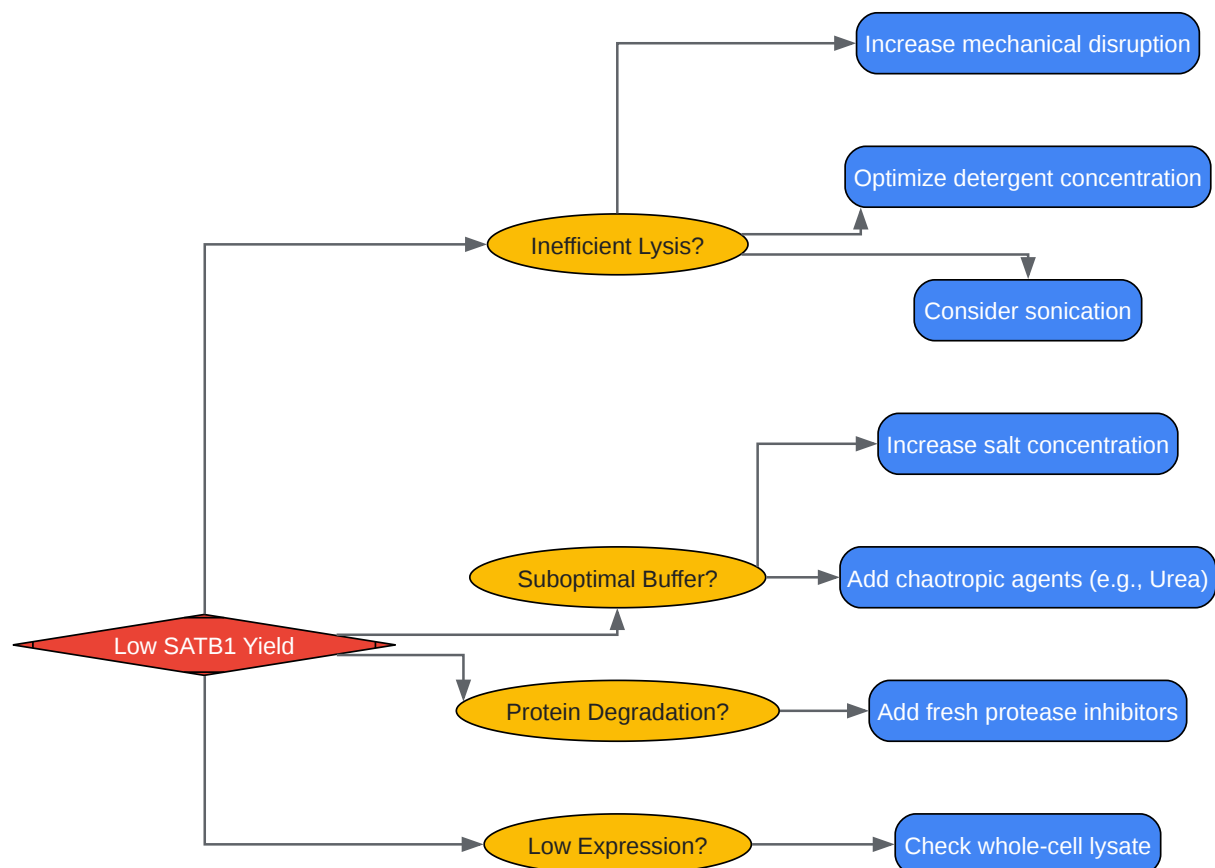 Increase mechanical disruption
Optimize detergent concentration
Inefficient Lysis?
Consider sonication
Increase salt concentration
Suboptimal Buffer?
Add chaotropic agents (e.g., Urea)
Low SATB1 Yield
Protein Degradation?
Add fresh protease inhibitors
Low Expression?
Check whole-cell lysate